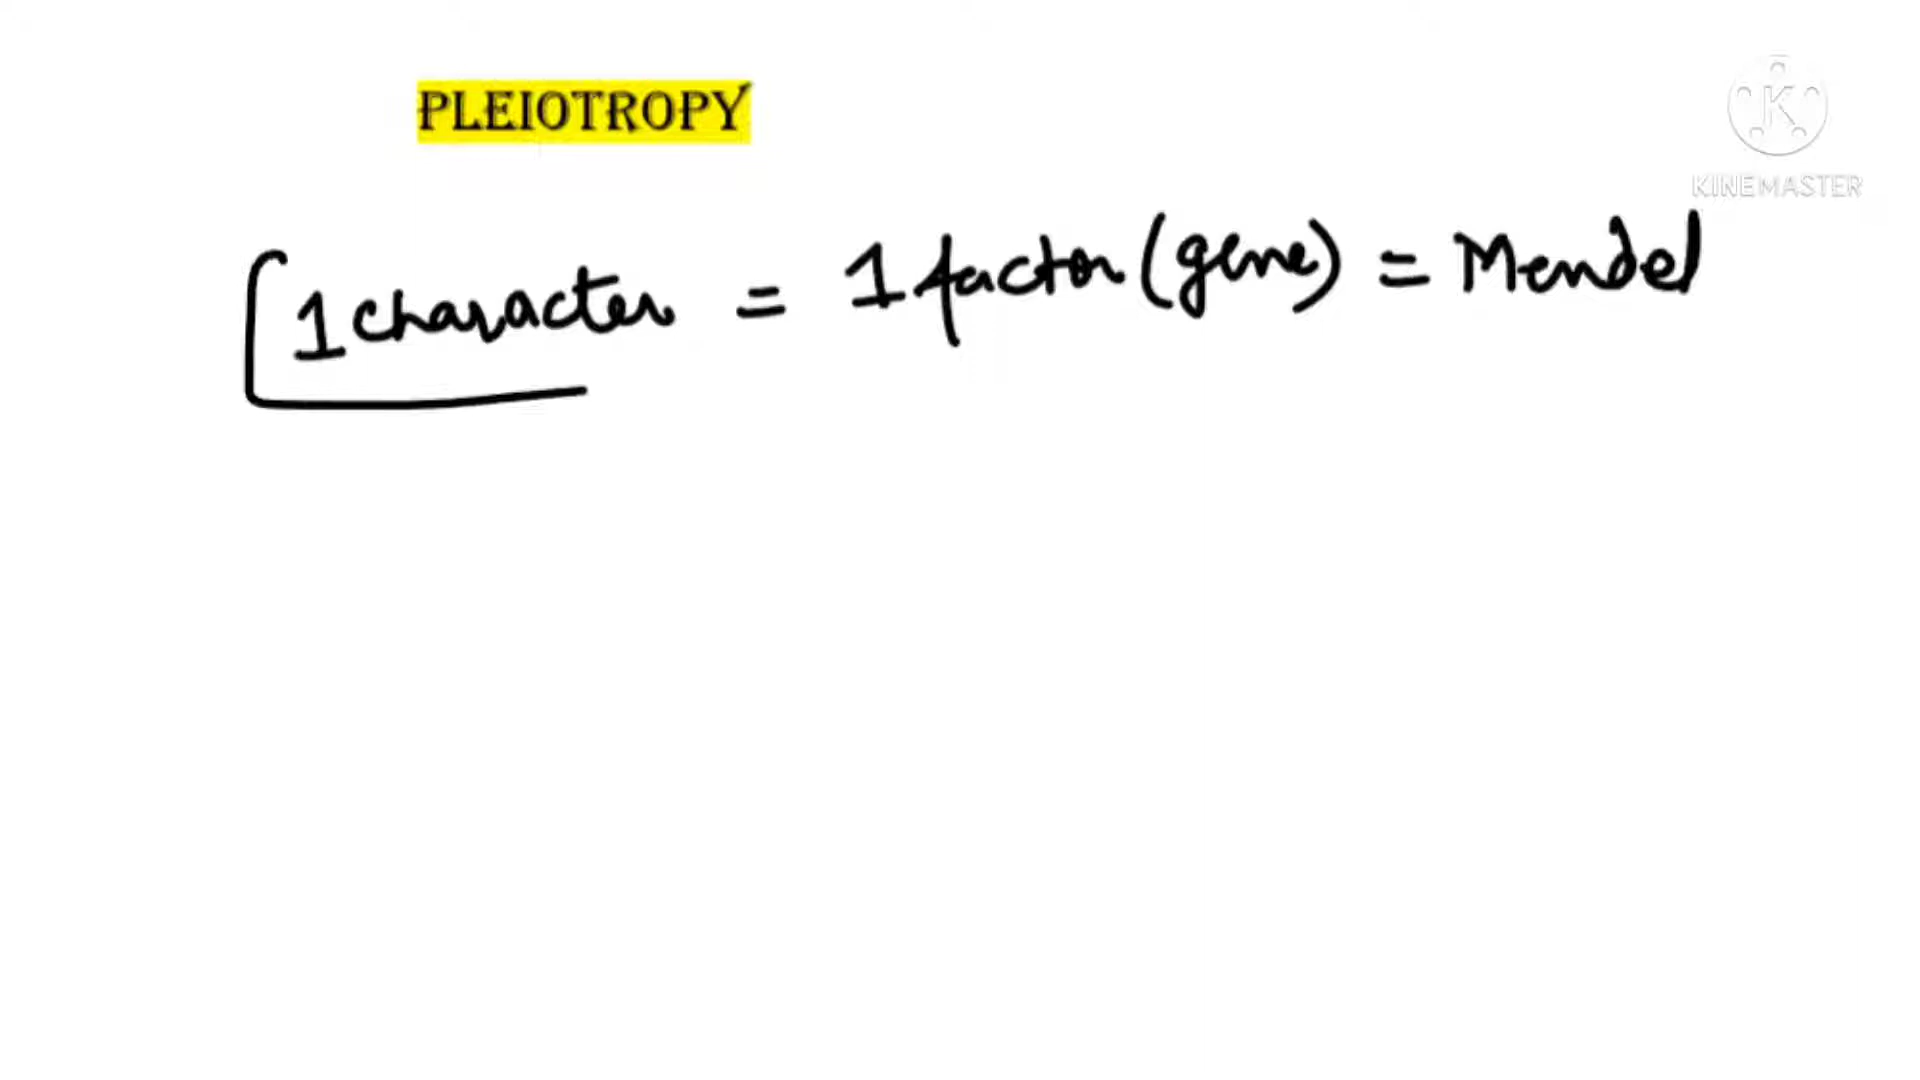 PLEIOTROPY
KINEMASTER
1 character = 1 factor (gene) = Mendel